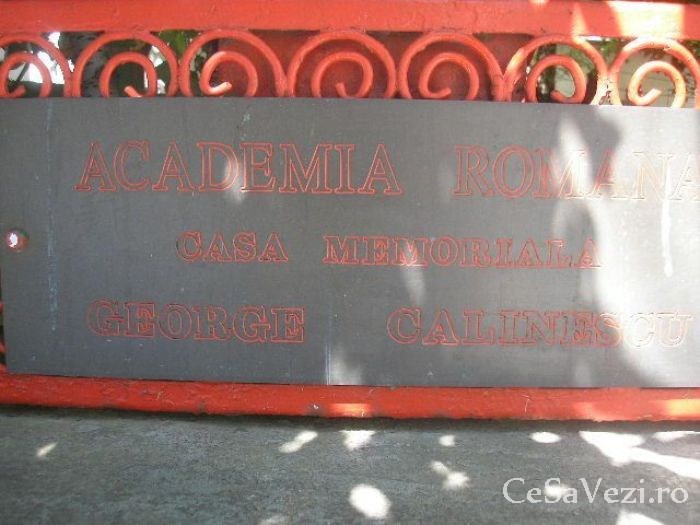 ACADEMIA ROMANA
CASA MEMORIALA
GEORGE CALINESCU
CeSaVezi.ro